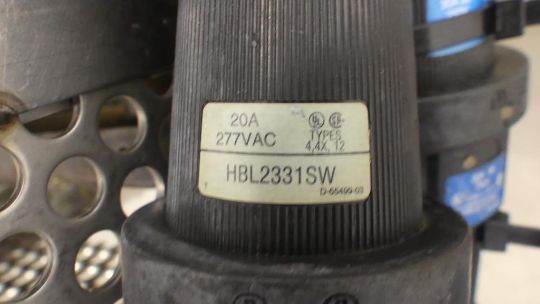 20A
277VAC
TYPES
4,4X, 12
HBL2331SW
D-65499-03